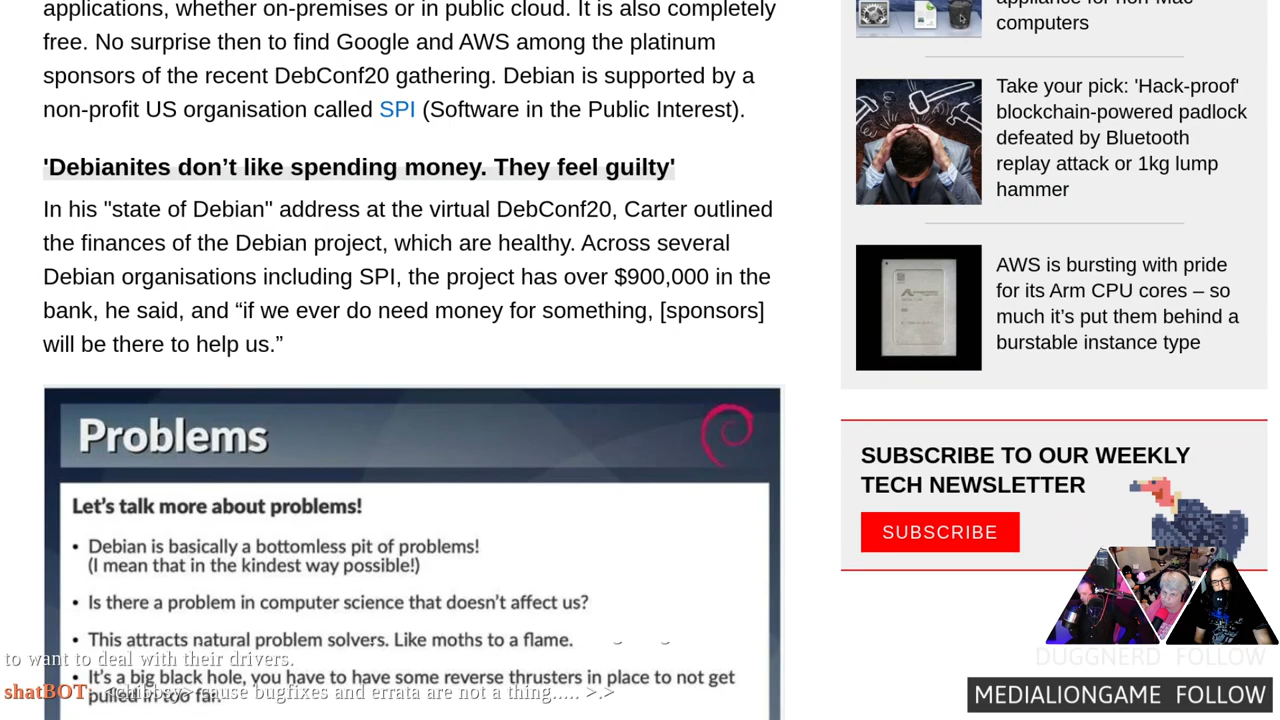 applications, whether on-premises or in public cloud. It is also completely
free. No surprise then to find Google and AWS among the platinum
sponsors of the recent DebConf20 gathering. Debian is supported by a
non-profit US organisation called SPI (Software in the Public Interest).
'Debianites don’t like spending money. They feel guilty'
In his "state of Debian" address at the virtual DebConf20, Carter outlined
the finances of the Debian project, which are healthy. Across several
Debian organisations including SPI, the project has over $900,000 in the
bank, he said, and “if we ever do need money for something, [sponsors]
will be there to help us.”
Problems
Let's talk more about problems!
• Debian is basically a bottomless pit of problems!
(I mean that in the kindest way possible!)
• Is there a problem in computer science that doesn't affect us?
• This attracts natural problem solvers. Like moths to a flame.
• It's a big black hole, you have to have some reverse thrusters in place to not get
pulled in too far.
to want to deal with their drivers.
shatBOT: <chibbsy> cause bugfixes and errata are not a thing..... >.>
appliance for non-Mac
computers
Take your pick: 'Hack-proof'
blockchain-powered padlock
defeated by Bluetooth
replay attack or 1kg lump
hammer
AWS is bursting with pride
for its Arm CPU cores – so
much it’s put them behind a
burstable instance type
SUBSCRIBE TO OUR WEEKLY
TECH NEWSLETTER
SUBSCRIBE
DUGGNERD FOLLOW
MEDIALIONGAME FOLLOW